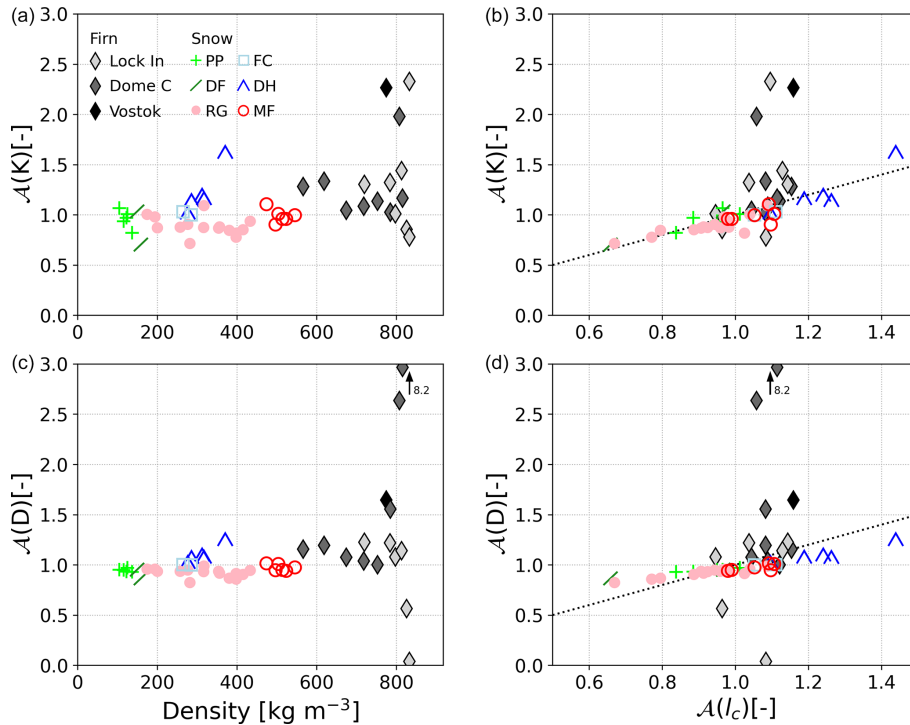 (a)
Firn Snow
Lock In PP FC
Dome C DF DH
Vostok RG MF
3.0
2.5
2.0
1.5
1.0
0.5
0.0
𝒜(K)[-]
0 200 400 600 800
(b)
3.0
2.5
2.0
1.5
1.0
0.5
0.0
𝒜(K)[-]
0.6 0.8 1.0 1.2 1.4
(c)
8.2
3.0
2.5
2.0
1.5
1.0
0.5
0.0
𝒜(D)[-]
0 200 400 600 800
Density [kg m⁻³]
(d)
8.2
3.0
2.5
2.0
1.5
1.0
0.5
0.0
𝒜(D)[-]
0.6 0.8 1.0 1.2 1.4
𝒜(l_c)[-]